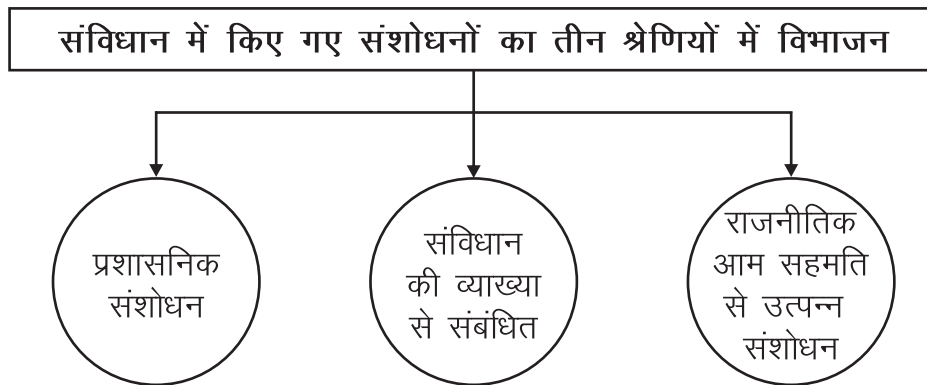 संविधान में किए गए संशोधनों का तीन श्रेणियों में विभाजन
प्रशासनिक
संशोधन
संविधान
की व्याख्या
से संबंधित
राजनीतिक
आम सहमति
से उत्पन्न
संशोधन